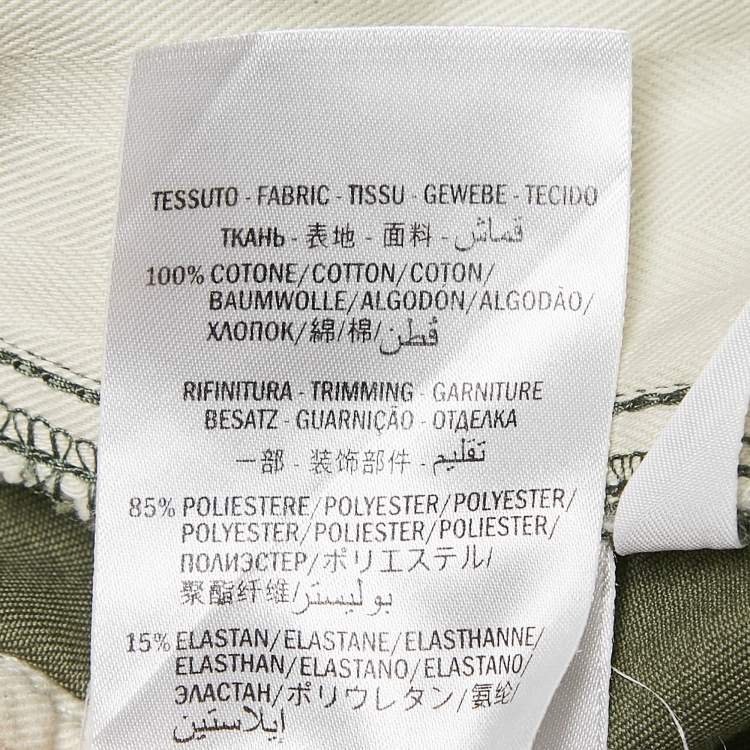 TESSUTO - FABRIC - TISSU - GEWEBE - TECIDO
ТКАНЬ - 表地 - 面料 - قماش
100% COTONE/COTTON/COTON/
BAUMWOLLE/ALGODÓN/ALGODÃO/
ХЛОПОК/綿/棉/قطن
RIFINITURA - TRIMMING - GARNITURE
BESATZ - GUARNIÇÃO - ОТДЕЛКА
一部 - 装饰部件 - تقليم
85% POLIESTERE/POLYESTER/POLYESTER/
POLYESTER/POLIESTER/POLIESTER/
ПОЛИЭСТЕР/ポリエステル/
聚酯纤维/بوليستر
15% ELASTAN/ELASTANE/ELASTHANNE/
ELASTHAN/ELASTANO/ELASTANO/
ЭЛАСТАН/ポリウレタン/氨纶/
إيلاستين